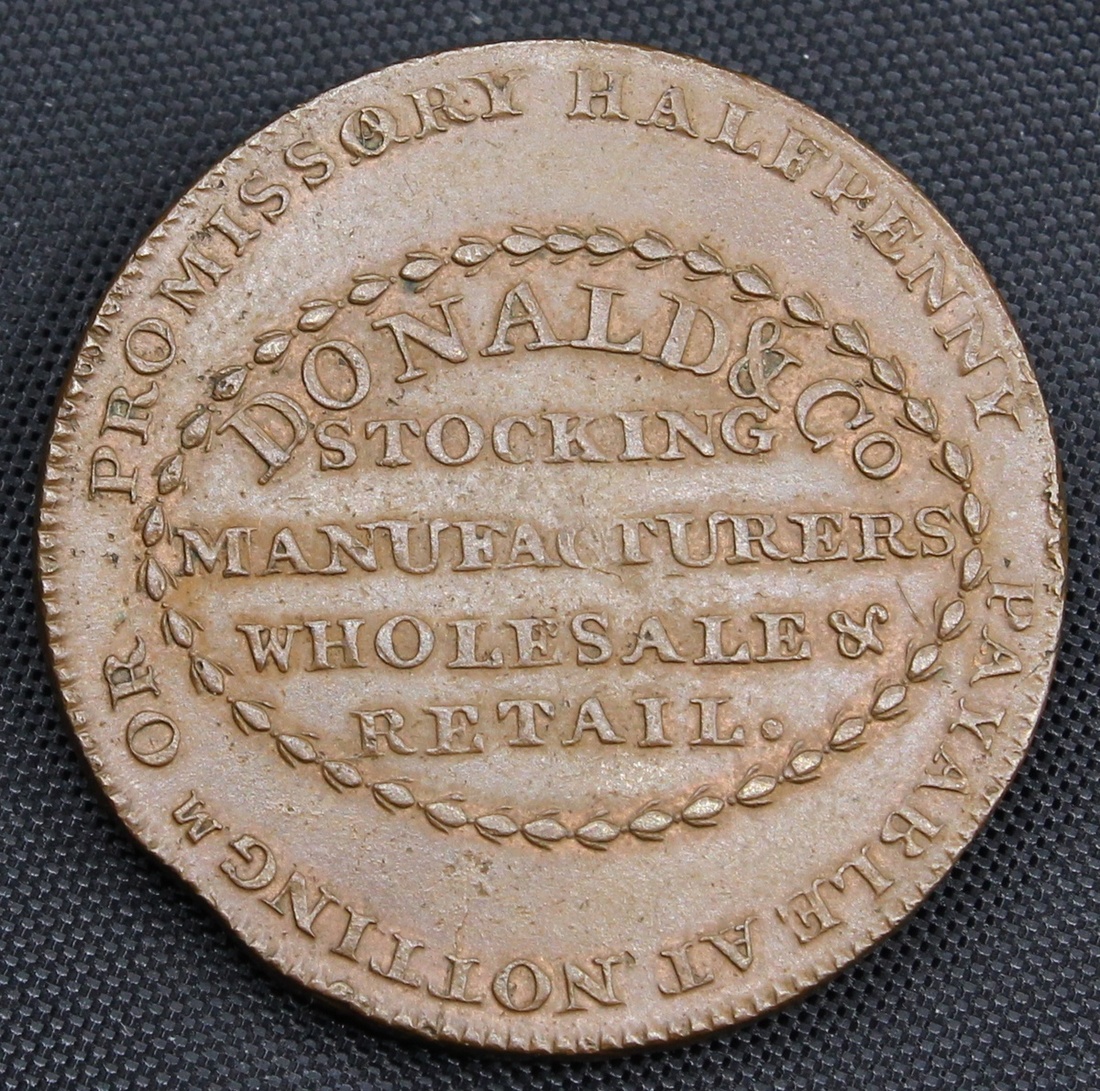 PROMISSORY HALFPENNY PAYABLE AT NOTTINGM OR
DONALD & Co
STOCKING
MANUFACTURERS
WHOLESALE &
RETAIL.